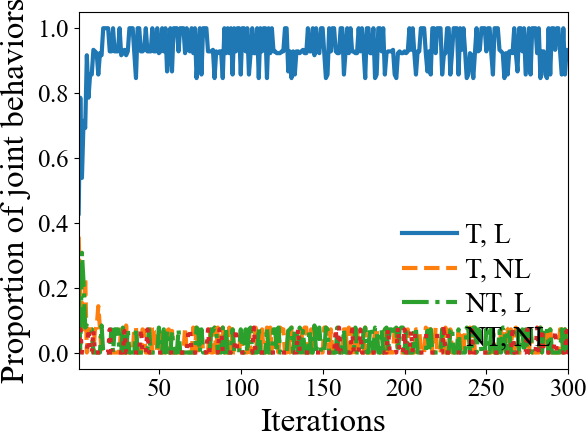 Proportion of joint behaviors
1.0
0.8
0.6
0.4
0.2
0.0
T, L
T, NL
NT, L
NT, NL
50 100 150 200 250 300
Iterations